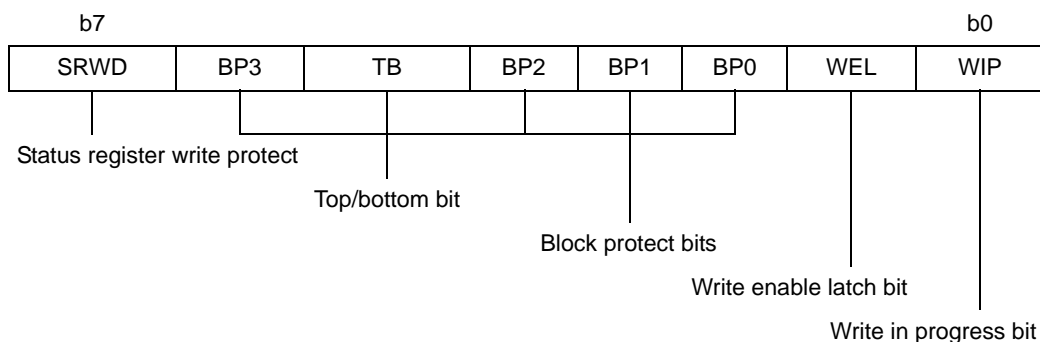 b7 b0
SRWD BP3 TB BP2 BP1 BP0 WEL WIP
Status register write protect
Top/bottom bit
Block protect bits
Write enable latch bit
Write in progress bit